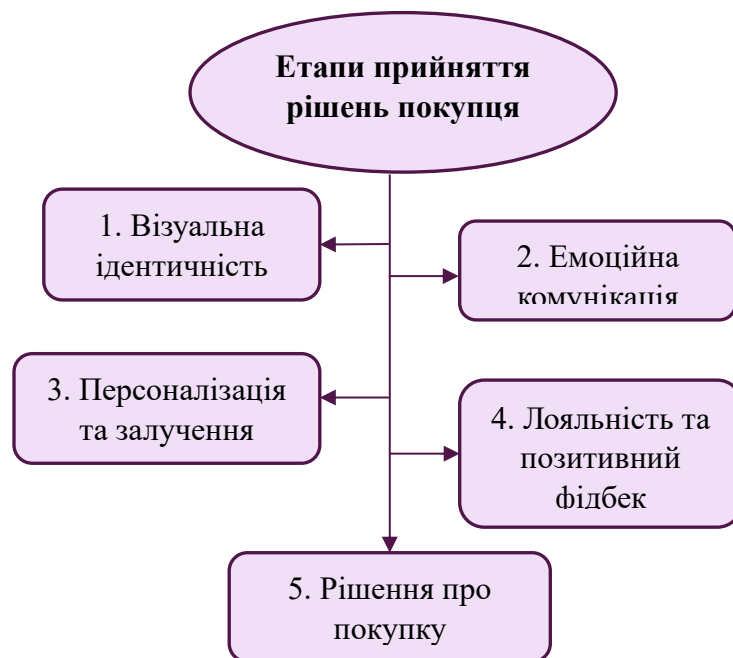 Етапи прийняття
рішень покупця
1. Візуальна
ідентичність
2. Емоційна
комунікація
3. Персоналізація
та залучення
4. Лояльність та
позитивний
фідбек
5. Рішення про
покупку